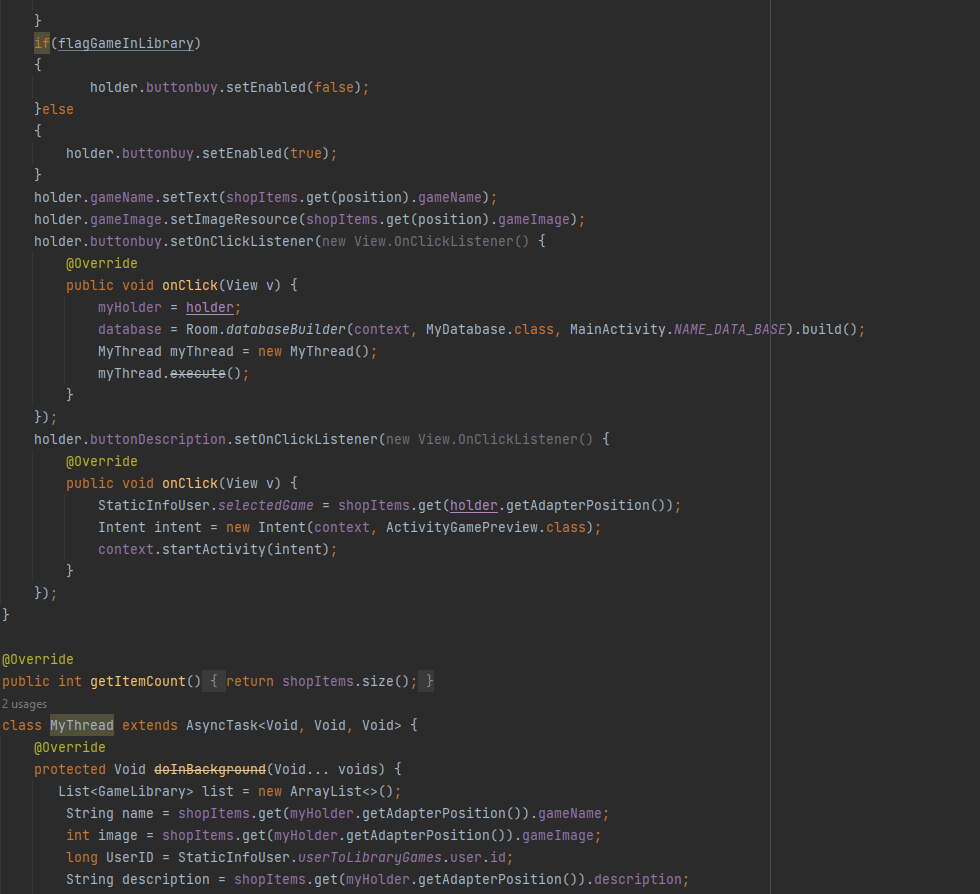 }
if(flagGameInLibrary)
{
holder.buttonbuy.setEnabled(false);
}else
{
holder.buttonbuy.setEnabled(true);
}
holder.gameName.setText(shopItems.get(position).gameName);
holder.gameImage.setImageResource(shopItems.get(position).gameImage);
holder.buttonbuy.setOnClickListener(new View.OnClickListener() {
@Override
public void onClick(View v) {
myHolder = holder;
database = Room.databaseBuilder(context, MyDatabase.class, MainActivity.NAME_DATA_BASE).build();
MyThread myThread = new MyThread();
myThread.execute();
}
});
holder.buttonDescription.setOnClickListener(new View.OnClickListener() {
@Override
public void onClick(View v) {
StaticInfoUser.selectedGame = shopItems.get(holder.getAdapterPosition());
Intent intent = new Intent(context, ActivityGamePreview.class);
context.startActivity(intent);
}
});
}
@Override
public int getItemCount() { return shopItems.size(); }
2 usages
class MyThread extends AsyncTask<Void, Void, Void> {
@Override
protected Void doInBackground(Void... voids) {
List<GameLibrary> list = new ArrayList<>();
String name = shopItems.get(myHolder.getAdapterPosition()).gameName;
int image = shopItems.get(myHolder.getAdapterPosition()).gameImage;
long UserID = StaticInfoUser.userToLibraryGames.user.id;
String description = shopItems.get(myHolder.getAdapterPosition()).description;